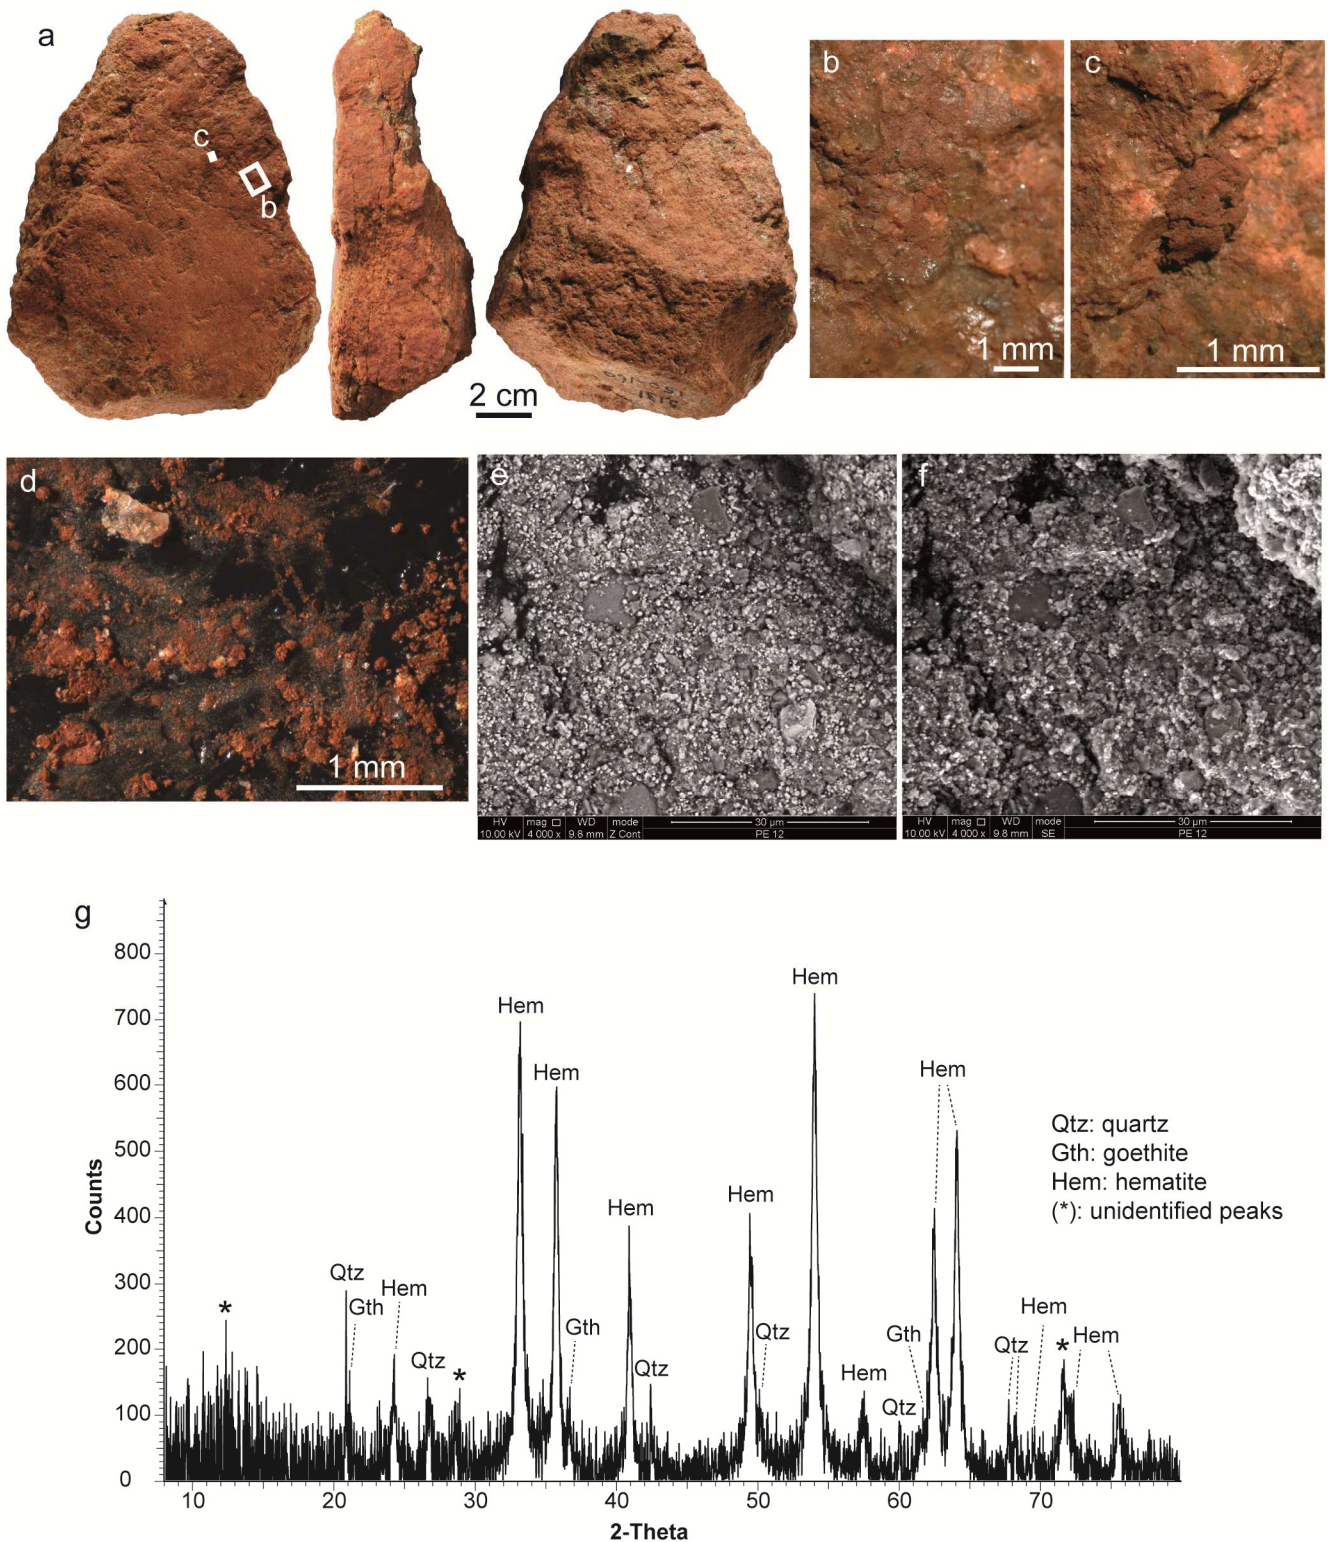 a
c
b
2 cm
b
1 mm
c
1 mm
d
1 mm
e
HV mag WD mode 30 µm
10.00 kV 4 000 x 9.8 mm Z Cont PE 12
f
HV mag WD mode 30 µm
10.00 kV 4 000 x 9.8 mm SE PE 12
g
Counts
800
700
600
500
400
300
200
100
0
10 20 30 40 50 60 70
2-Theta
*
Qtz
Gth
Hem
Qtz
*
Hem
Hem
Gth
Hem
Qtz
Hem
Qtz
Hem
Hem
Qtz
Gth
Hem
Qtz
Hem
*
Hem
Qtz: quartz
Gth: goethite
Hem: hematite
(*): unidentified peaks